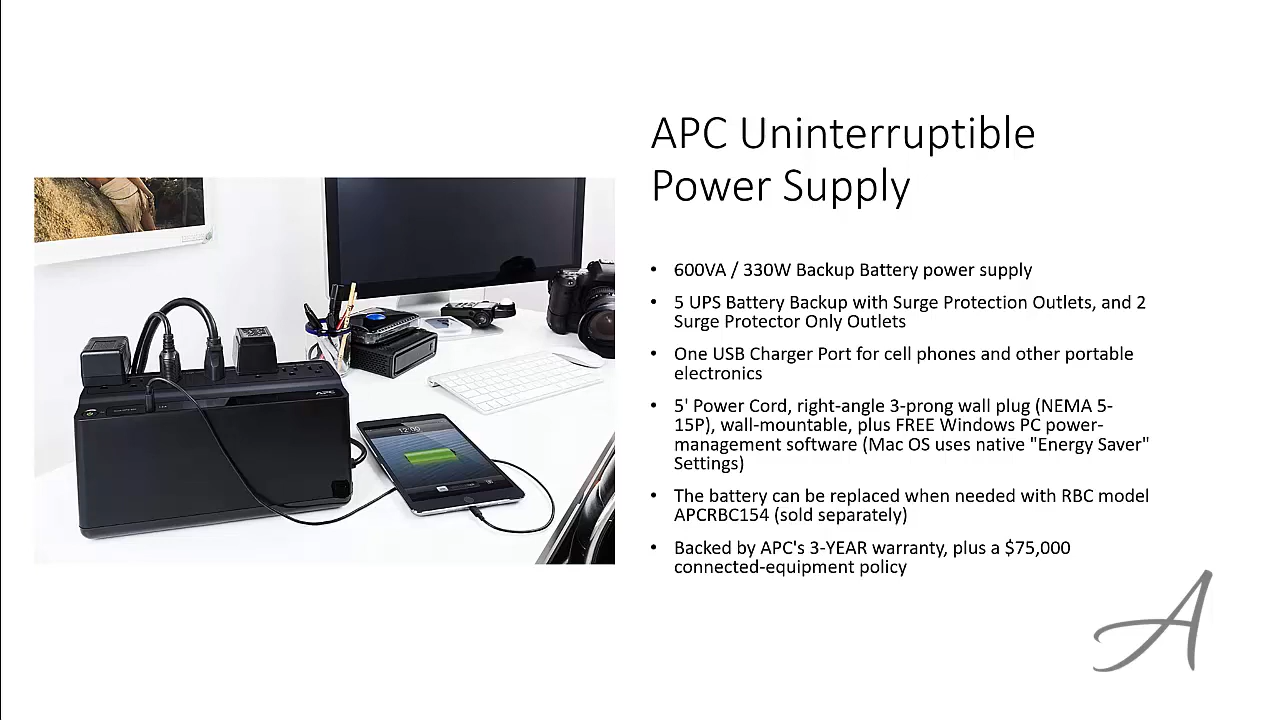 APC Uninterruptible
Power Supply
• 600VA / 330W Backup Battery power supply
• 5 UPS Battery Backup with Surge Protection Outlets, and 2
Surge Protector Only Outlets
• One USB Charger Port for cell phones and other portable
electronics
• 5' Power Cord, right-angle 3-prong wall plug (NEMA 5-
15P), wall-mountable, plus FREE Windows PC power-
management software (Mac OS uses native "Energy Saver"
Settings)
• The battery can be replaced when needed with RBC model
APCRBC154 (sold separately)
• Backed by APC's 3-YEAR warranty, plus a $75,000
connected-equipment policy
APC
12:00
A